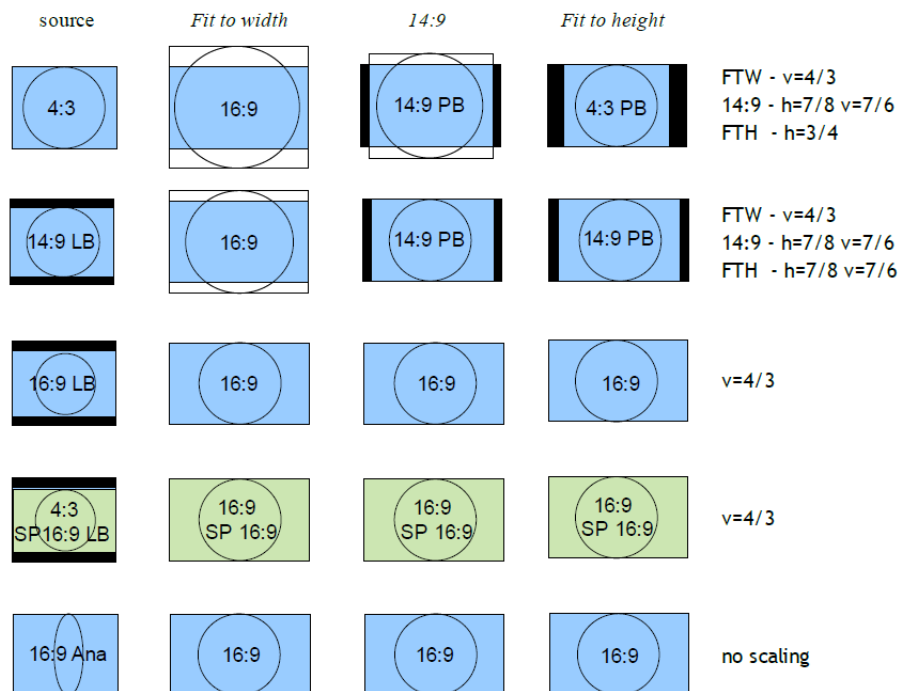 source Fit to width 14:9 Fit to height
4:3 16:9 14:9 PB 4:3 PB
FTW - v=4/3
14:9 - h=7/8 v=7/6
FTH - h=3/4
14:9 LB 16:9 14:9 PB 14:9 PB
FTW - v=4/3
14:9 - h=7/8 v=7/6
FTH - h=7/8 v=7/6
16:9 LB 16:9 16:9 16:9 v=4/3
4:3 16:9 16:9 16:9
SP16:9 LB SP 16:9 SP 16:9 SP 16:9 v=4/3
16:9 Ana 16:9 16:9 16:9 no scaling